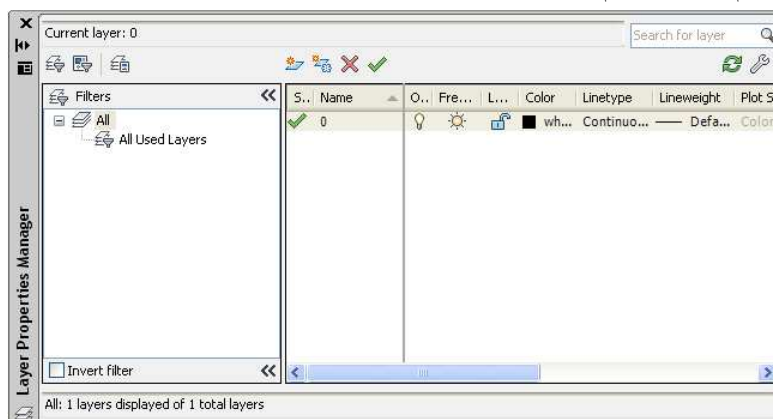 Current layer: 0
Search for layer
Filters
All
All Used Layers
Invert filter
S.. Name O.. Fre... L... Color Linetype Lineweight Plot S
0 wh... Continuo... Defa... Color
Layer Properties Manager
All: 1 layers displayed of 1 total layers